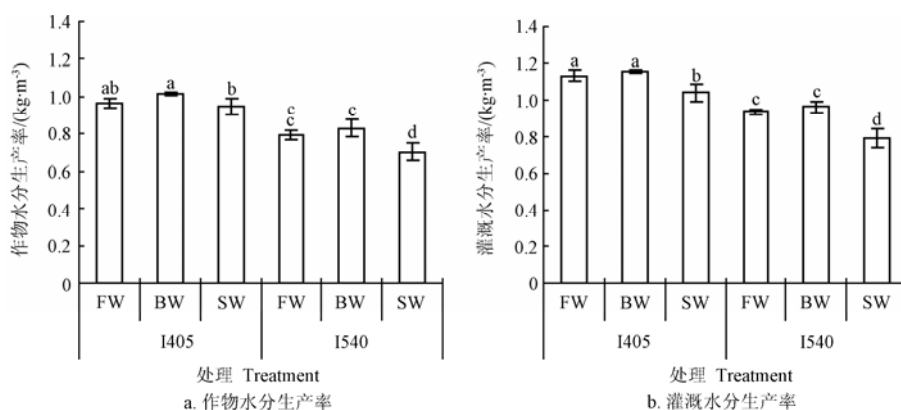 作物水分生产率/(kg·m⁻³)
1.4
1.2
1.0
0.8
0.6
0.4
0.2
0
ab
a
b
c
c
c
d
FW BW SW FW BW SW
I405 I540
处理 Treatment
a. 作物水分生产率
灌溉水分生产率/(kg·m⁻³)
1.4
1.2
1.0
0.8
0.6
0.4
0.2
0
a
a
b
c
c
d
FW BW SW FW BW SW
I405 I540
处理 Treatment
b. 灌溉水分生产率